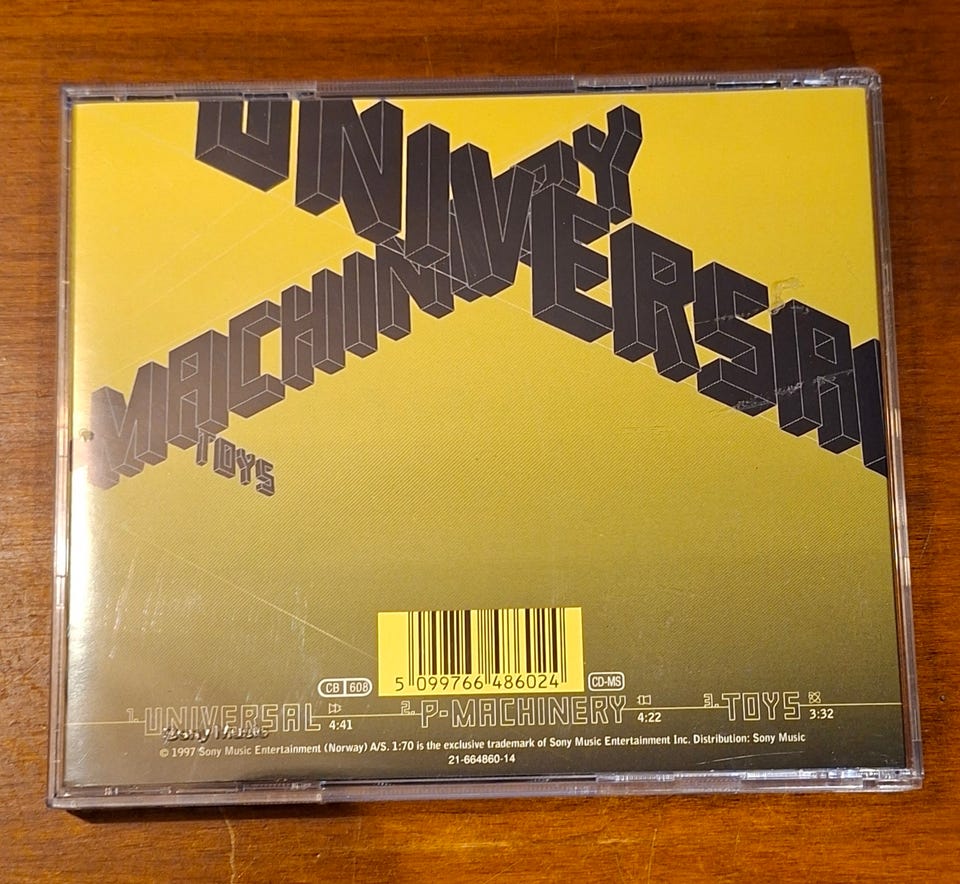 UNIVERSAL
MACHINERY
TOYS
5 099766 486024
CB 608
CD-MS
1. UNIVERSAL 4:41
2. P-MACHINERY 4:22
3. TOYS 3:32
Sony Music
© 1997 Sony Music Entertainment (Norway) A/S. 1:70 is the exclusive trademark of Sony Music Entertainment Inc. Distribution: Sony Music
21-664860-14